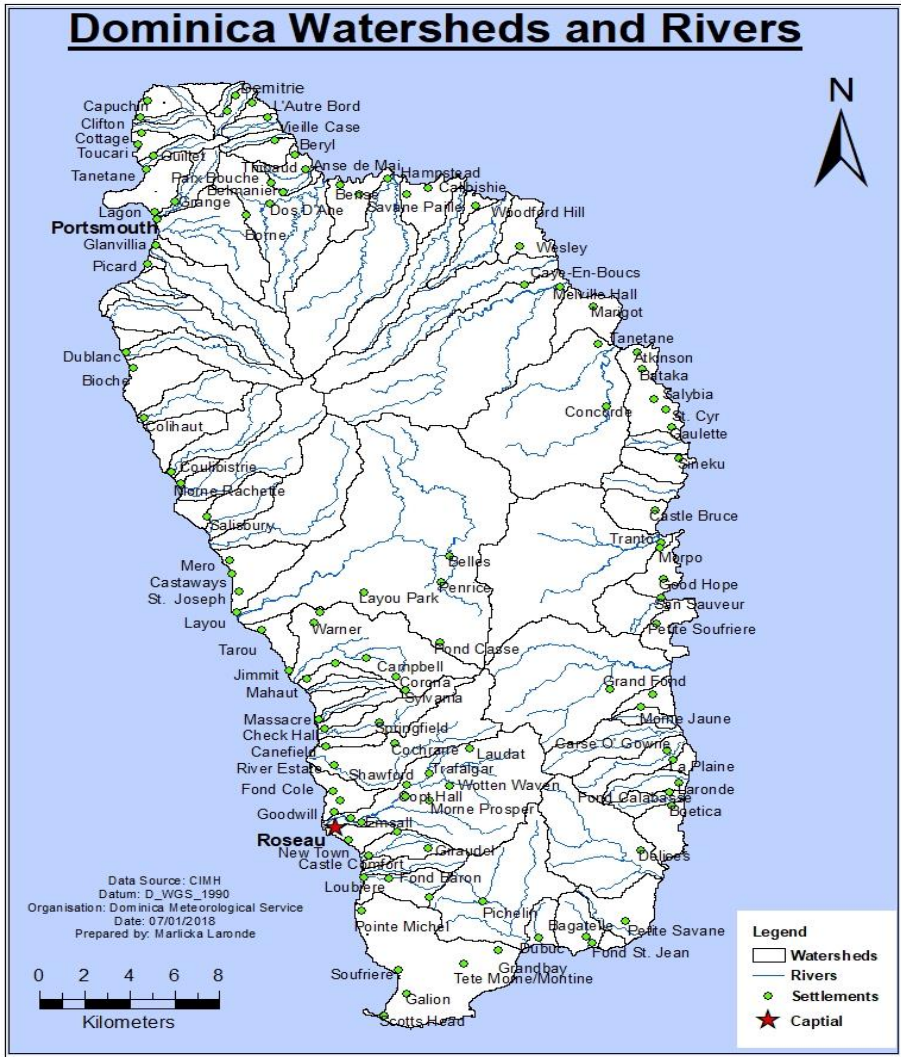 Dominica Watersheds and Rivers
N
Demitrie
Capuchin
L'Autre Bord
Clifton
Vieille Case
Cottage
Beryl
Toucari
Guillet
Thibaud
Anse de Mai
Hampstead
Tanetane
Paix Bouche
Belmanier
Bense
Calibishie
Grange
Savane Paille
Lagon
Dos D'Ane
Woodford Hill
Portsmouth
Borne
Glanvillia
Wesley
Picard
Caye-En-Boucs
Melville Hall
Marigot
Tanetane
Dublanc
Atkinson
Bioche
Bataka
Salybia
Concorde
St. Cyr
Colihaut
Gaulette
Sineku
Coulibistrie
Morne Rachette
Castle Bruce
Salisbury
Tranto
Morpo
Belles
Mero
Castaways
Penrice
Good Hope
St. Joseph
Layou Park
San Sauveur
Layou
Warner
Petite Soufriere
Tarou
Pond Casse
Campbell
Jimmit
Corona
Grand Fond
Mahaut
Sylvania
Massacre
Springfield
Morne Jaune
Check Hall
Cochrane
Carse O' Gowrie
Canefield
Laudat
River Estate
Shawford
Trafalgar
La Plaine
Fond Cole
Wotten Waven
Laronde
Copt Hall
Pond Calabasse
Morne Prosper
Boetica
Goodwill
Elmsall
Roseau
New Town
Giraudel
Delices
Castle Comfort
Loubiere
Fond Baron
Pichelin
Pointe Michel
Bagatelle
Petite Savane
Dubuc
Fond St. Jean
Grandbay
Soufriere
Tete Morne/Montine
Galion
Scotts Head
Data Source: CIMH
Datum: D_WGS_1990
Organisation: Dominica Meteorological Service
Date: 07/01/2018
Prepared by: Marlicka Laronde
0 2 4 6 8
Kilometers
Legend
Watersheds
Rivers
Settlements
Captial